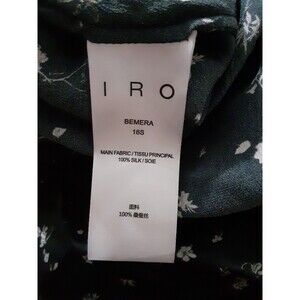 IRO
BEMERA
16S
MAIN FABRIC / TISSU PRINCIPAL
100% SILK / SOIE
面料
100% 桑蚕丝